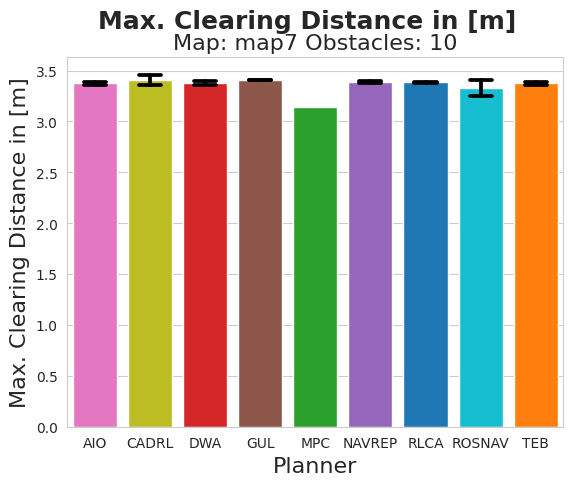 Max. Clearing Distance in [m]
Map: map7 Obstacles: 10
Max. Clearing Distance in [m]
3.5
3.0
2.5
2.0
1.5
1.0
0.5
0.0
AIO CADRL DWA GUL MPC NAVREP RLCA ROSNAV TEB
Planner